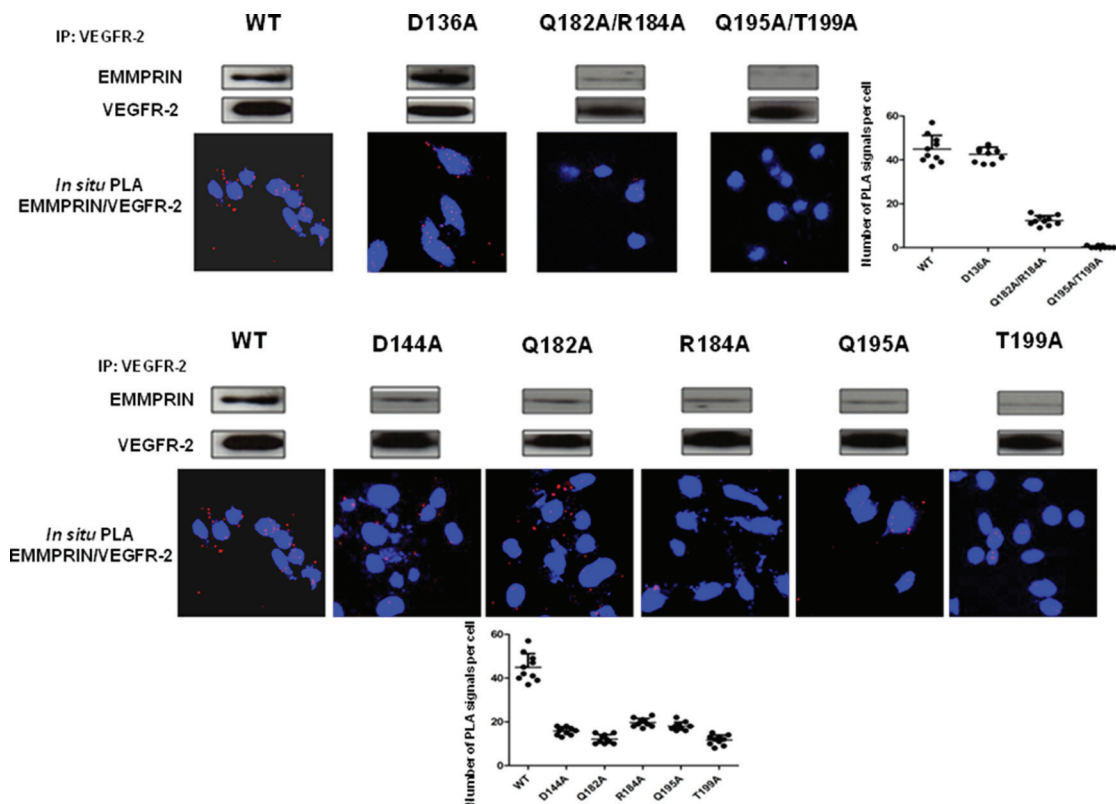 WT D136A Q182A/R184A Q195A/T199A
IP: VEGFR-2
EMMPRIN
VEGFR-2
In situ PLA
EMMPRIN/VEGFR-2
Number of PLA signals per cell
60
40
20
0
WT
D136A
Q182A/R184A
Q195A/T199A
WT D144A Q182A R184A Q195A T199A
IP: VEGFR-2
EMMPRIN
VEGFR-2
In situ PLA
EMMPRIN/VEGFR-2
Number of PLA signals per cell
60
40
20
0
WT
D144A
Q182A
R184A
Q195A
T199A